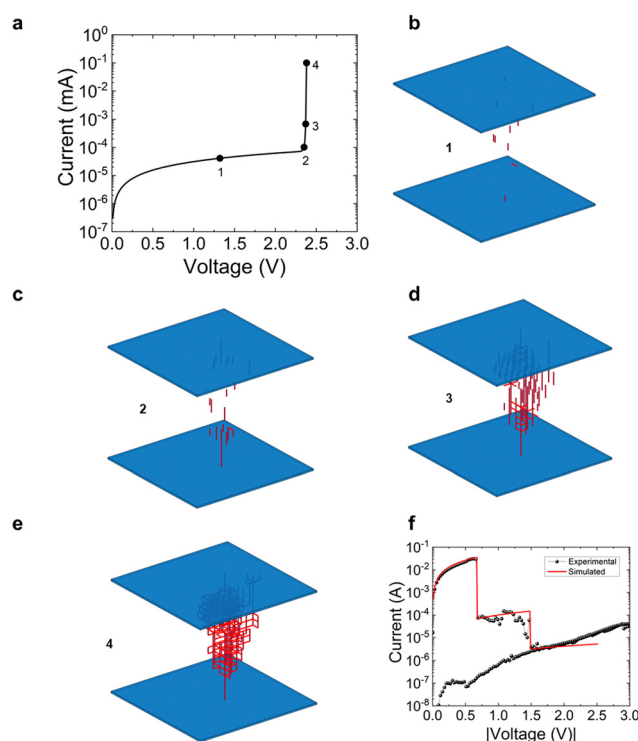 a
10^0
10^-1
10^-2
10^-3
10^-4
10^-5
10^-6
10^-7
Current (mA)
0.0 0.5 1.0 1.5 2.0 2.5 3.0
Voltage (V)
1
2
3
4
b
1
c
2
d
3
e
4
f
10^-1
10^-2
10^-3
10^-4
10^-5
10^-6
10^-7
10^-8
Current (A)
Experimental
Simulated
0.0 0.5 1.0 1.5 2.0 2.5 3.0
|Voltage (V)|